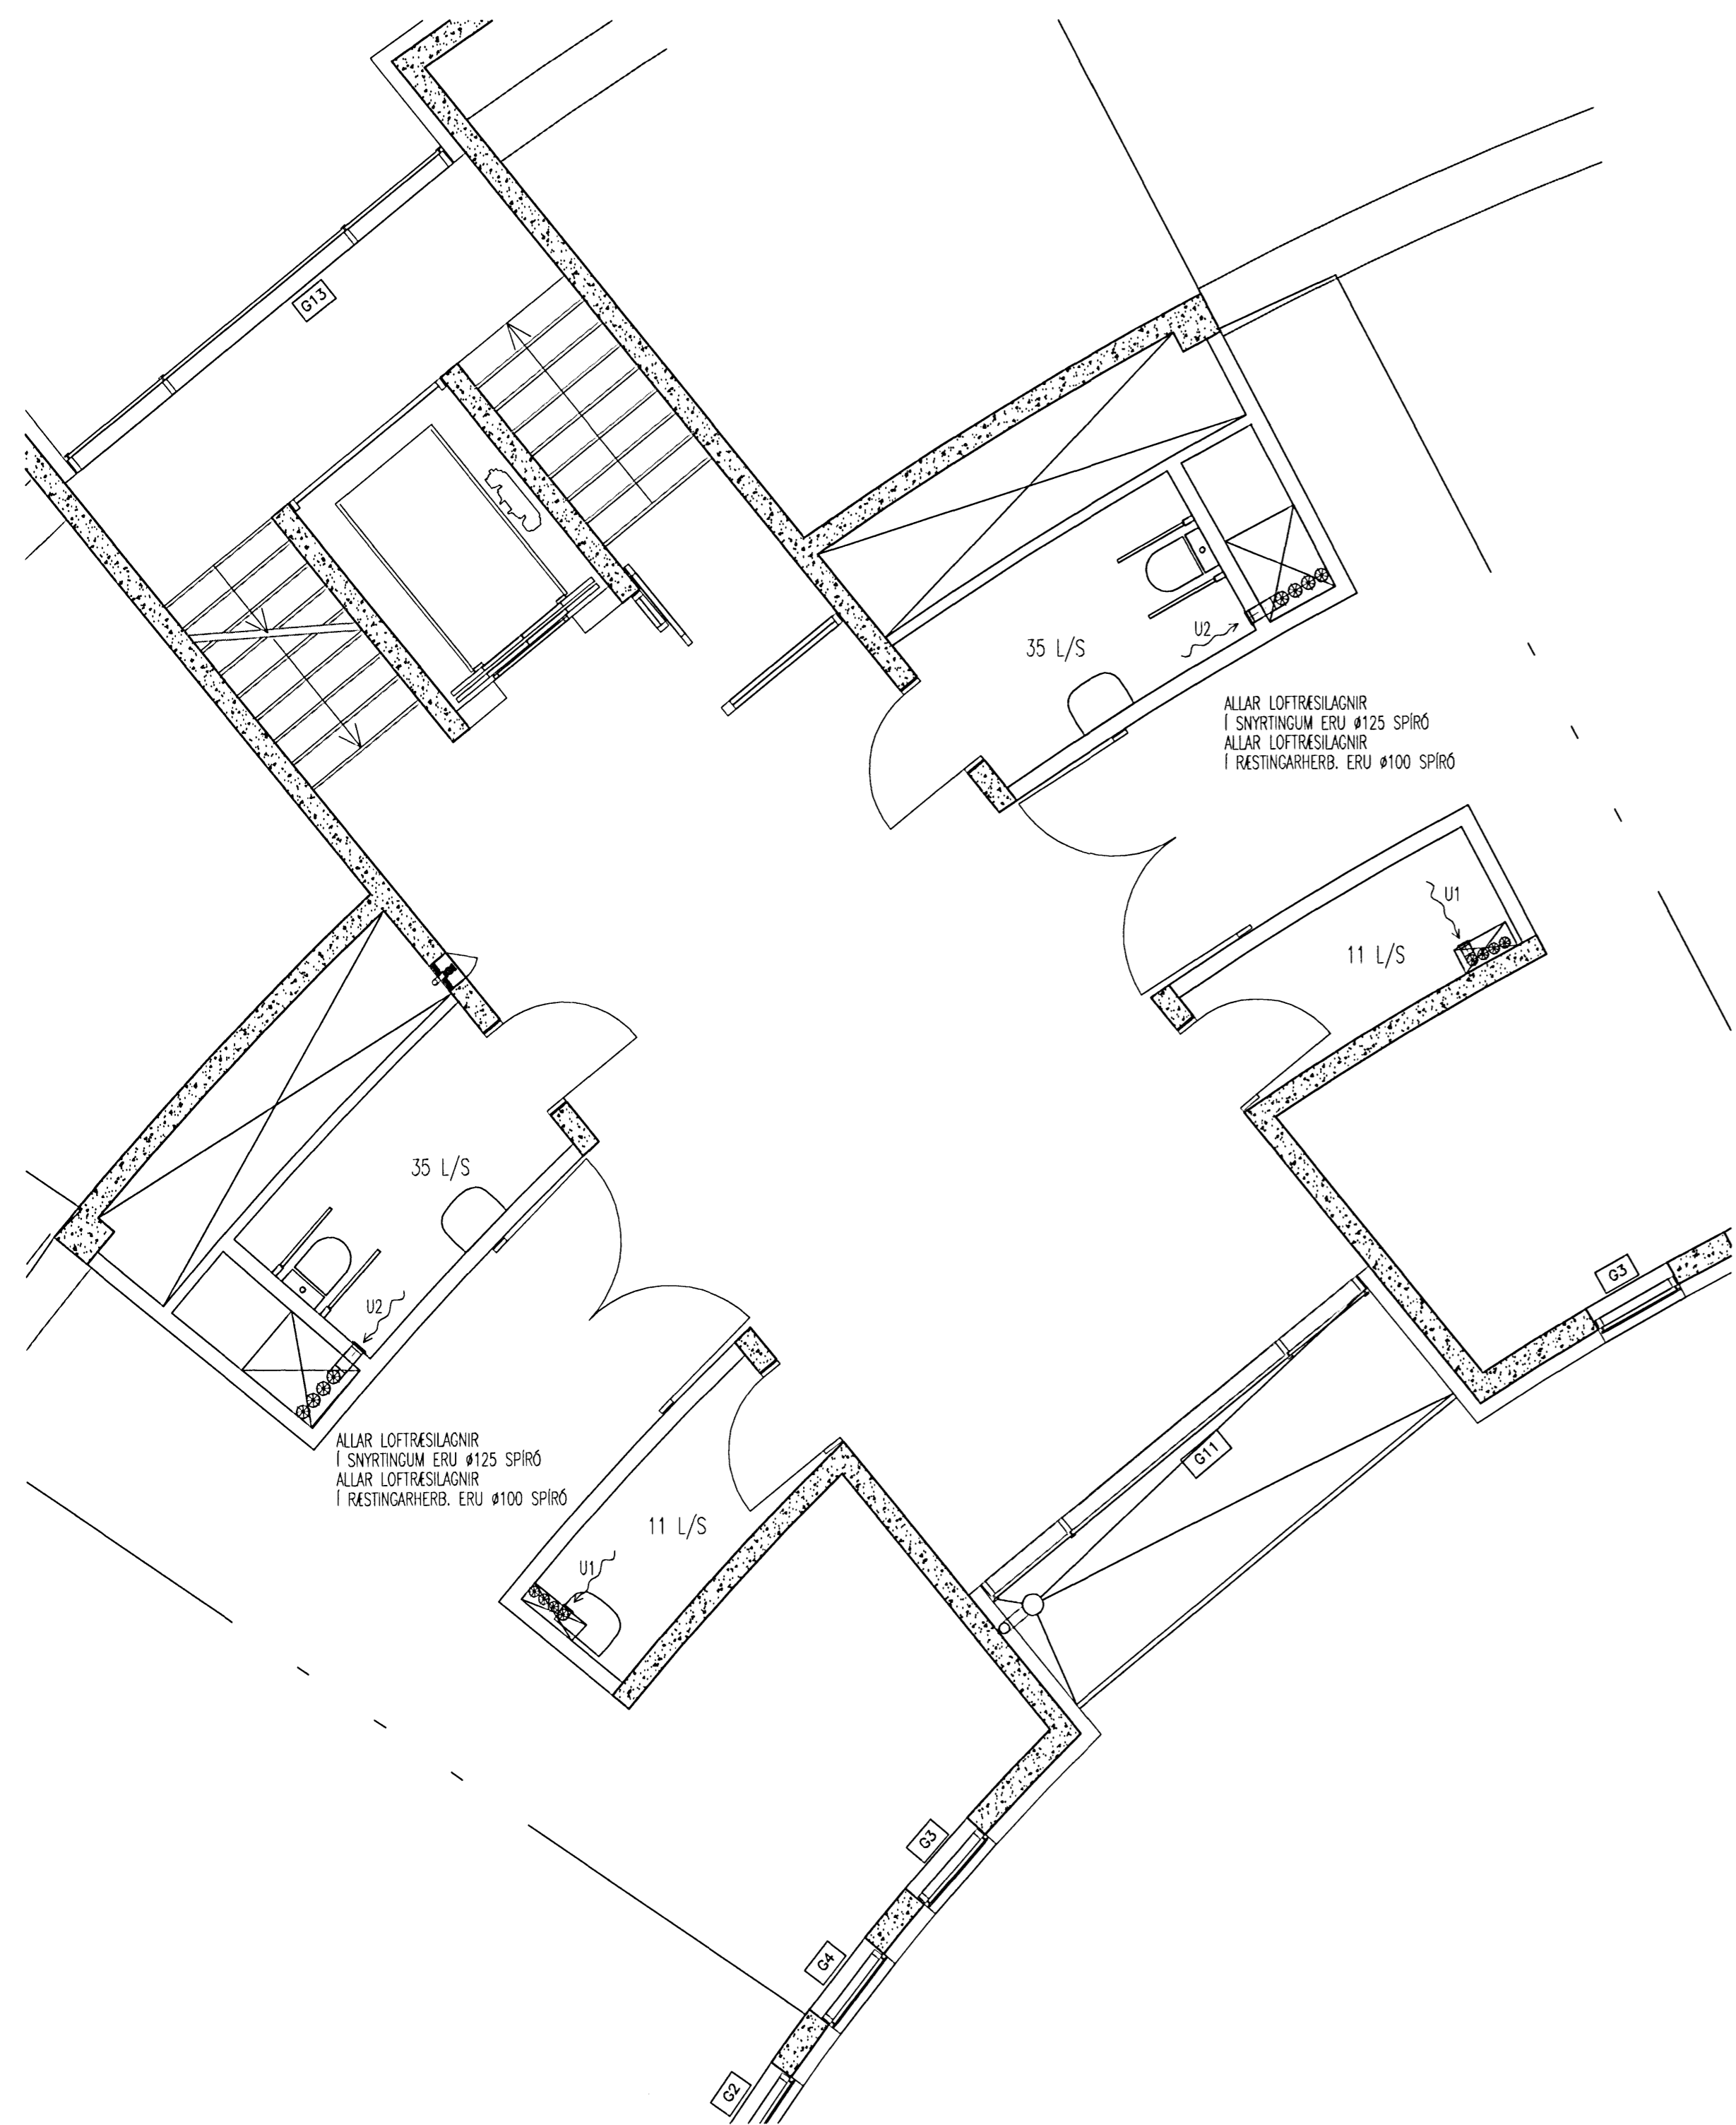 G13
35 L/S
U2
ALLAR LOFTRÆSILAGNIR
Í SNYRTINGUM ERU Ø125 SPÍRÓ
ALLAR LOFTRÆSILAGNIR
Í RÆSTINGARHERB. ERU Ø100 SPÍRÓ
U1
11 L/S
35 L/S
U2
G3
G11
ALLAR LOFTRÆSILAGNIR
Í SNYRTINGUM ERU Ø125 SPÍRÓ
ALLAR LOFTRÆSILAGNIR
Í RÆSTINGARHERB. ERU Ø100 SPÍRÓ
11 L/S
U1
G3
G4
G2